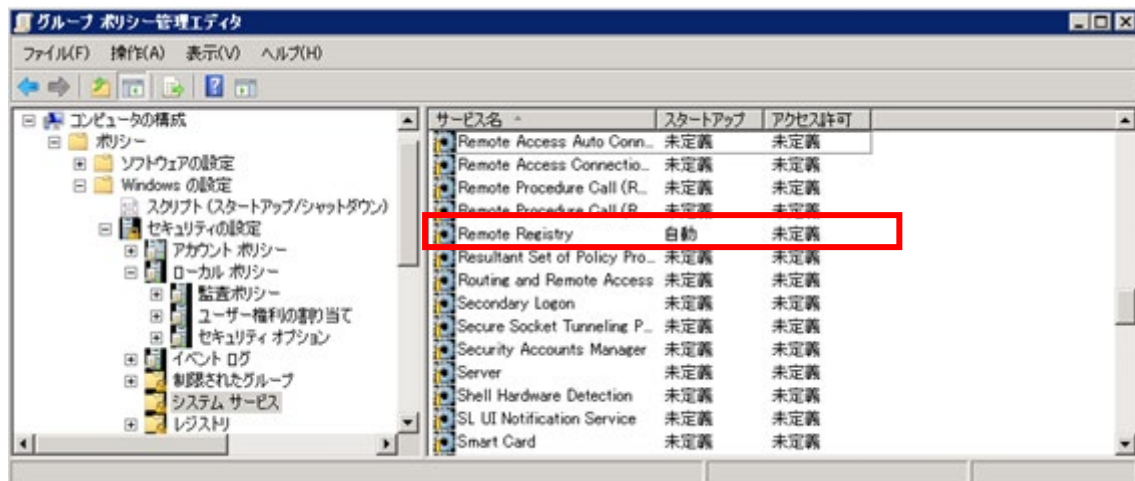 グループ ポリシー管理エディタ
ファイル(F) 操作(A) 表示(V) ヘルプ(H)
コンピュータの構成
ポリシー
ソフトウェアの設定
Windows の設定
スクリプト (スタートアップ/シャットダウン)
セキュリティの設定
アカウント ポリシー
ローカル ポリシー
監査ポリシー
ユーザー権利の割り当て
セキュリティ オプション
イベント ログ
制限されたグループ
システム サービス
レジストリ
サービス名 スタートアップ アクセス許可
Remote Access Auto Conn... 未定義 未定義
Remote Access Connectio... 未定義 未定義
Remote Procedure Call (R... 未定義 未定義
Remote Procedure Call (R... 未定義 未定義
Remote Registry 自動 未定義
Resultant Set of Policy Pro... 未定義 未定義
Routing and Remote Access 未定義 未定義
Secondary Logon 未定義 未定義
Secure Socket Tunneling P... 未定義 未定義
Security Accounts Manager 未定義 未定義
Server 未定義 未定義
Shell Hardware Detection 未定義 未定義
SL UI Notification Service 未定義 未定義
Smart Card 未定義 未定義